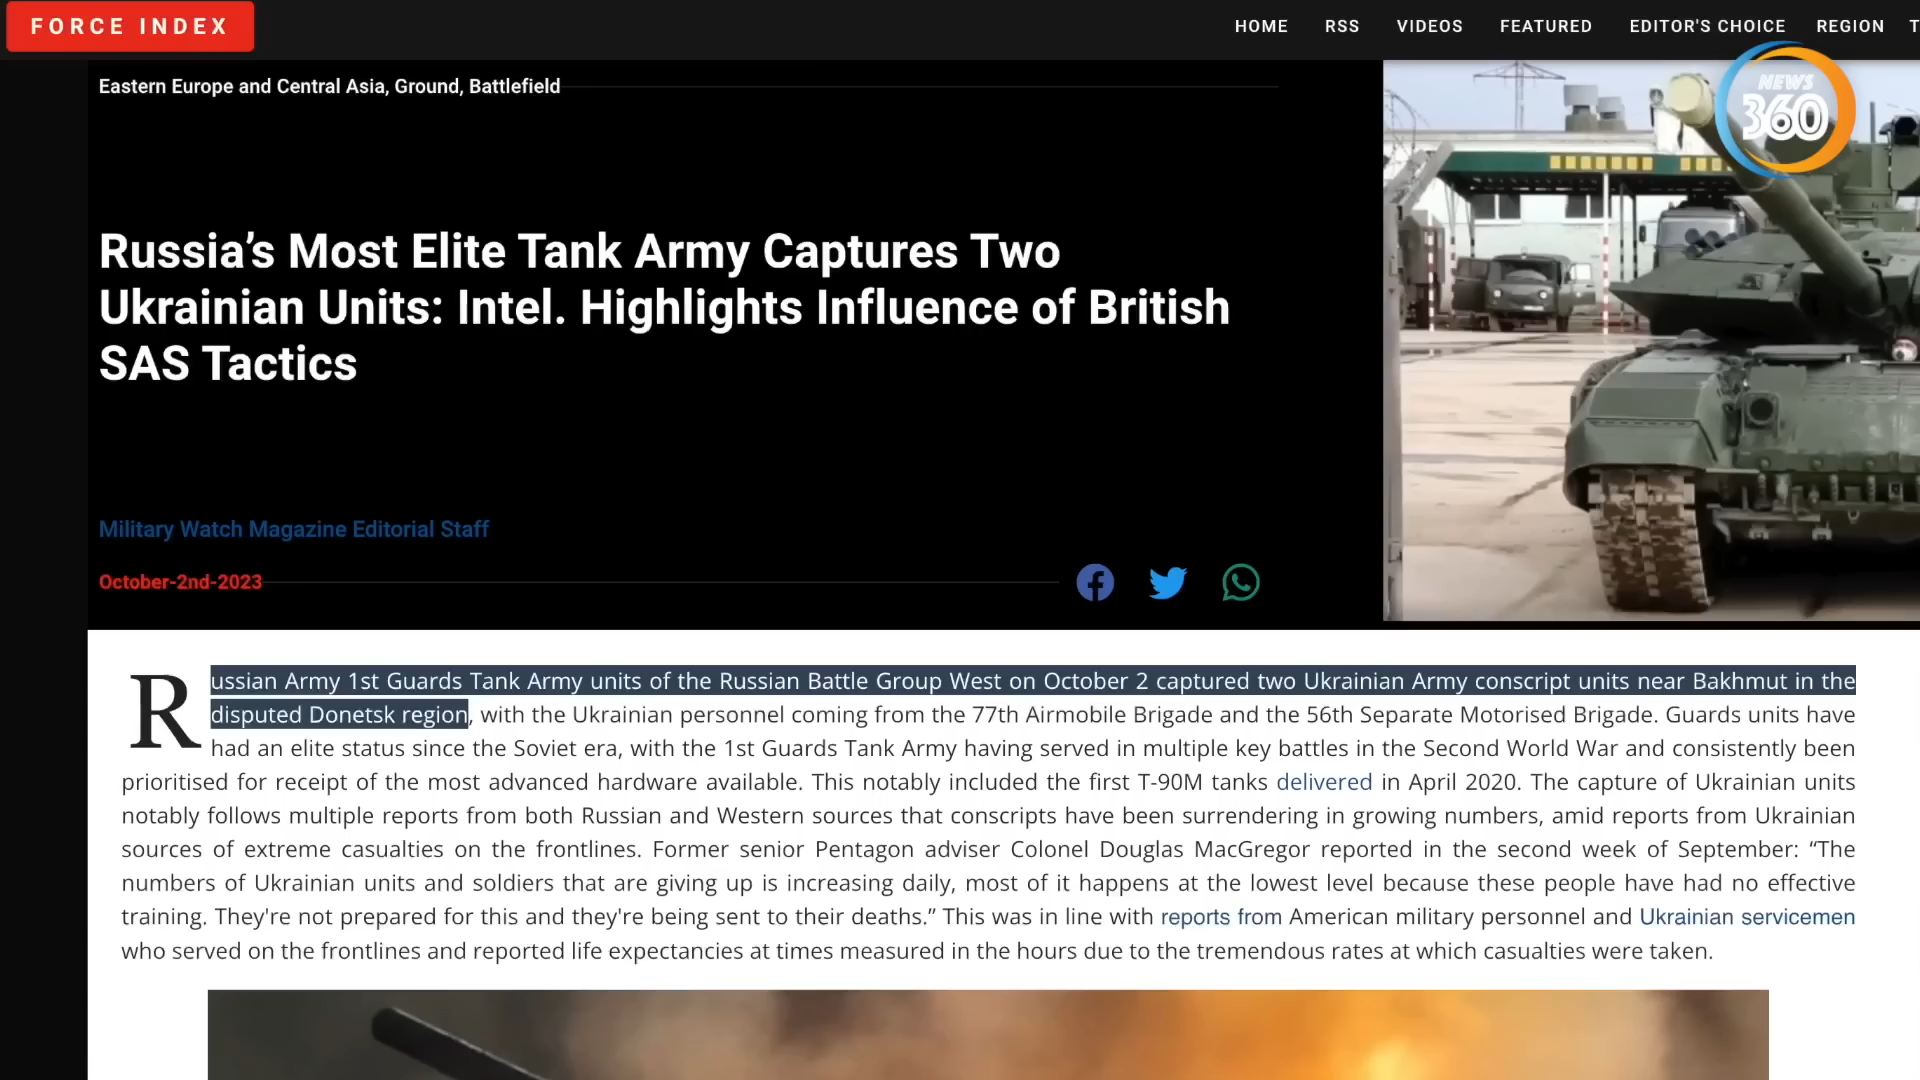 FORCE INDEX
HOME RSS VIDEOS FEATURED EDITOR'S CHOICE REGION T
NEWS
360
Eastern Europe and Central Asia, Ground, Battlefield
Russia’s Most Elite Tank Army Captures Two
Ukrainian Units: Intel. Highlights Influence of British
SAS Tactics
Military Watch Magazine Editorial Staff
October-2nd-2023
Russian Army 1st Guards Tank Army units of the Russian Battle Group West on October 2 captured two Ukrainian Army conscript units near Bakhmut in the
disputed Donetsk region, with the Ukrainian personnel coming from the 77th Airmobile Brigade and the 56th Separate Motorised Brigade. Guards units have
had an elite status since the Soviet era, with the 1st Guards Tank Army having served in multiple key battles in the Second World War and consistently been
prioritised for receipt of the most advanced hardware available. This notably included the first T-90M tanks delivered in April 2020. The capture of Ukrainian units
notably follows multiple reports from both Russian and Western sources that conscripts have been surrendering in growing numbers, amid reports from Ukrainian
sources of extreme casualties on the frontlines. Former senior Pentagon adviser Colonel Douglas MacGregor reported in the second week of September: “The
numbers of Ukrainian units and soldiers that are giving up is increasing daily, most of it happens at the lowest level because these people have had no effective
training. They're not prepared for this and they're being sent to their deaths.” This was in line with reports from American military personnel and Ukrainian servicemen
who served on the frontlines and reported life expectancies at times measured in the hours due to the tremendous rates at which casualties were taken.